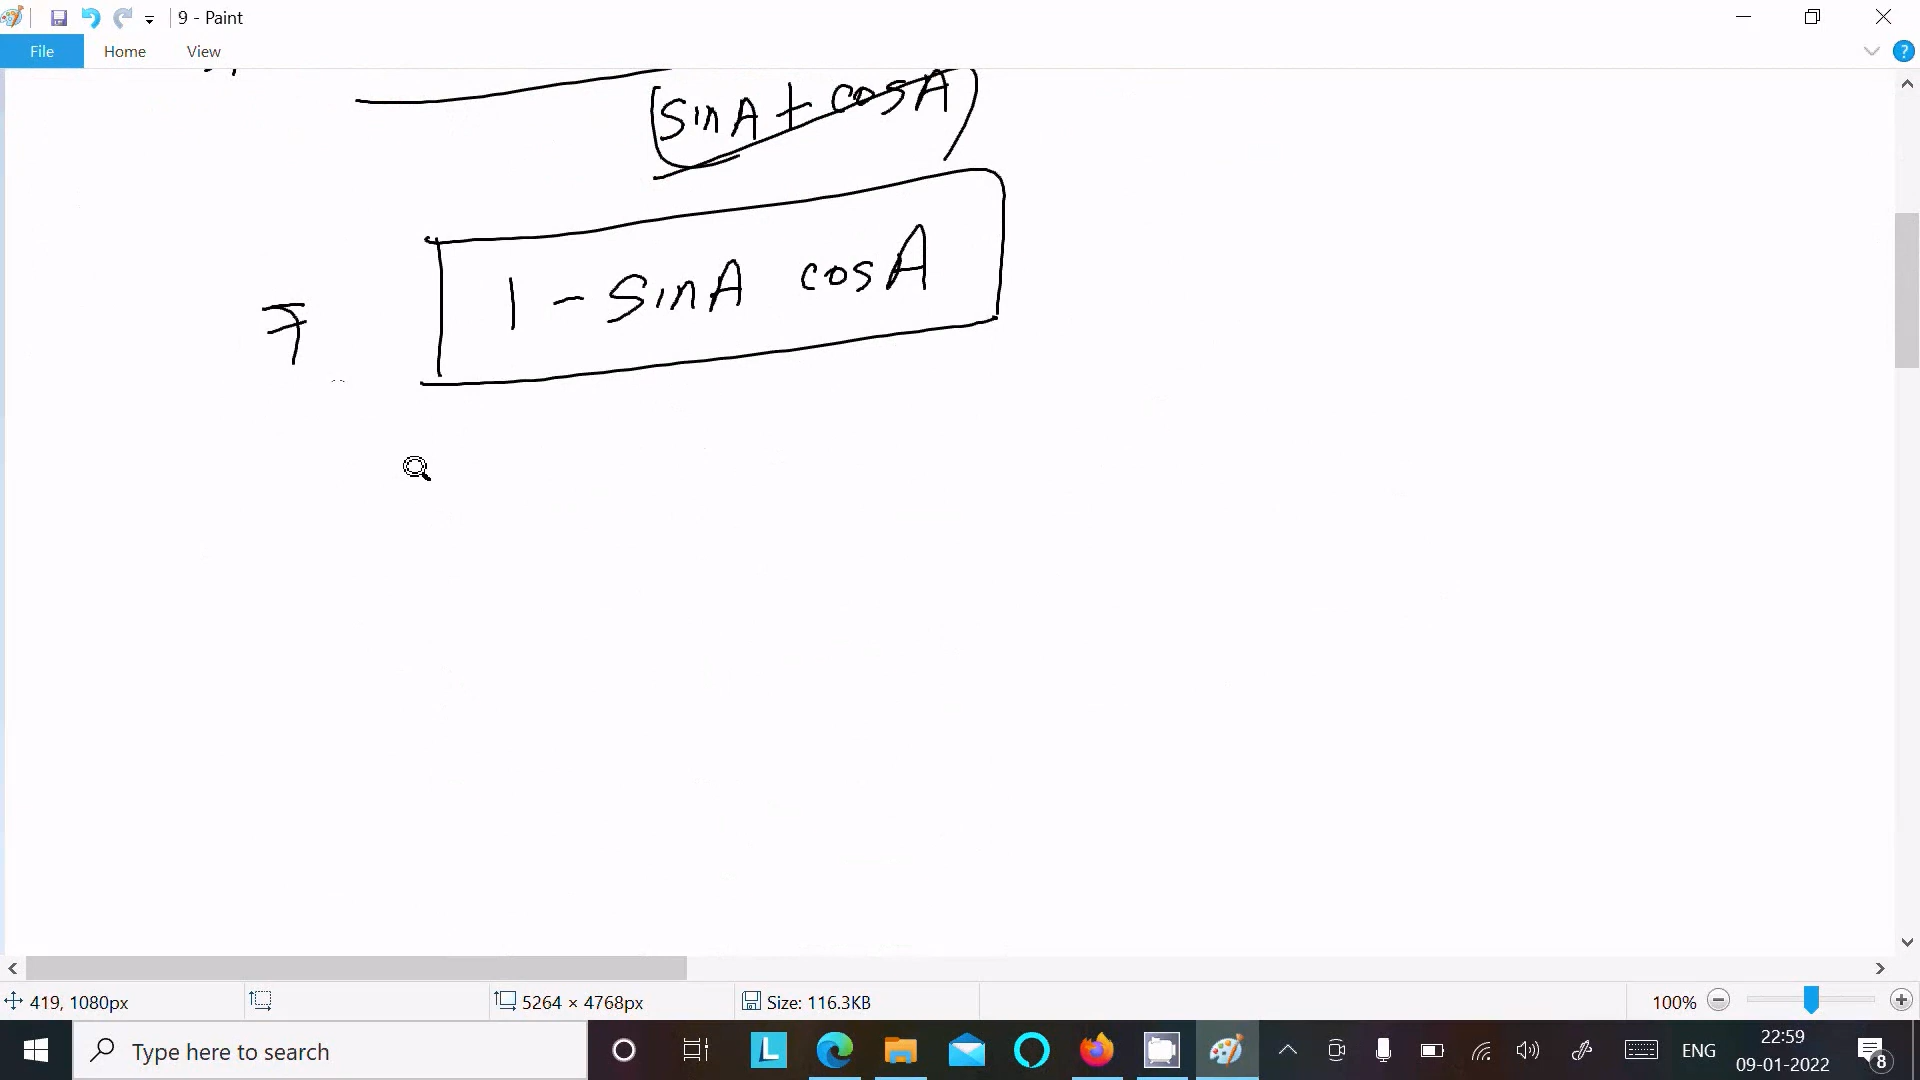 9 - Paint
File Home View
(sinA + cosA)
1 - sinA cosA
419, 1080px
5264 × 4768px
Size: 116.3KB
100%
Type here to search
L
ENG
22:59
09-01-2022
8